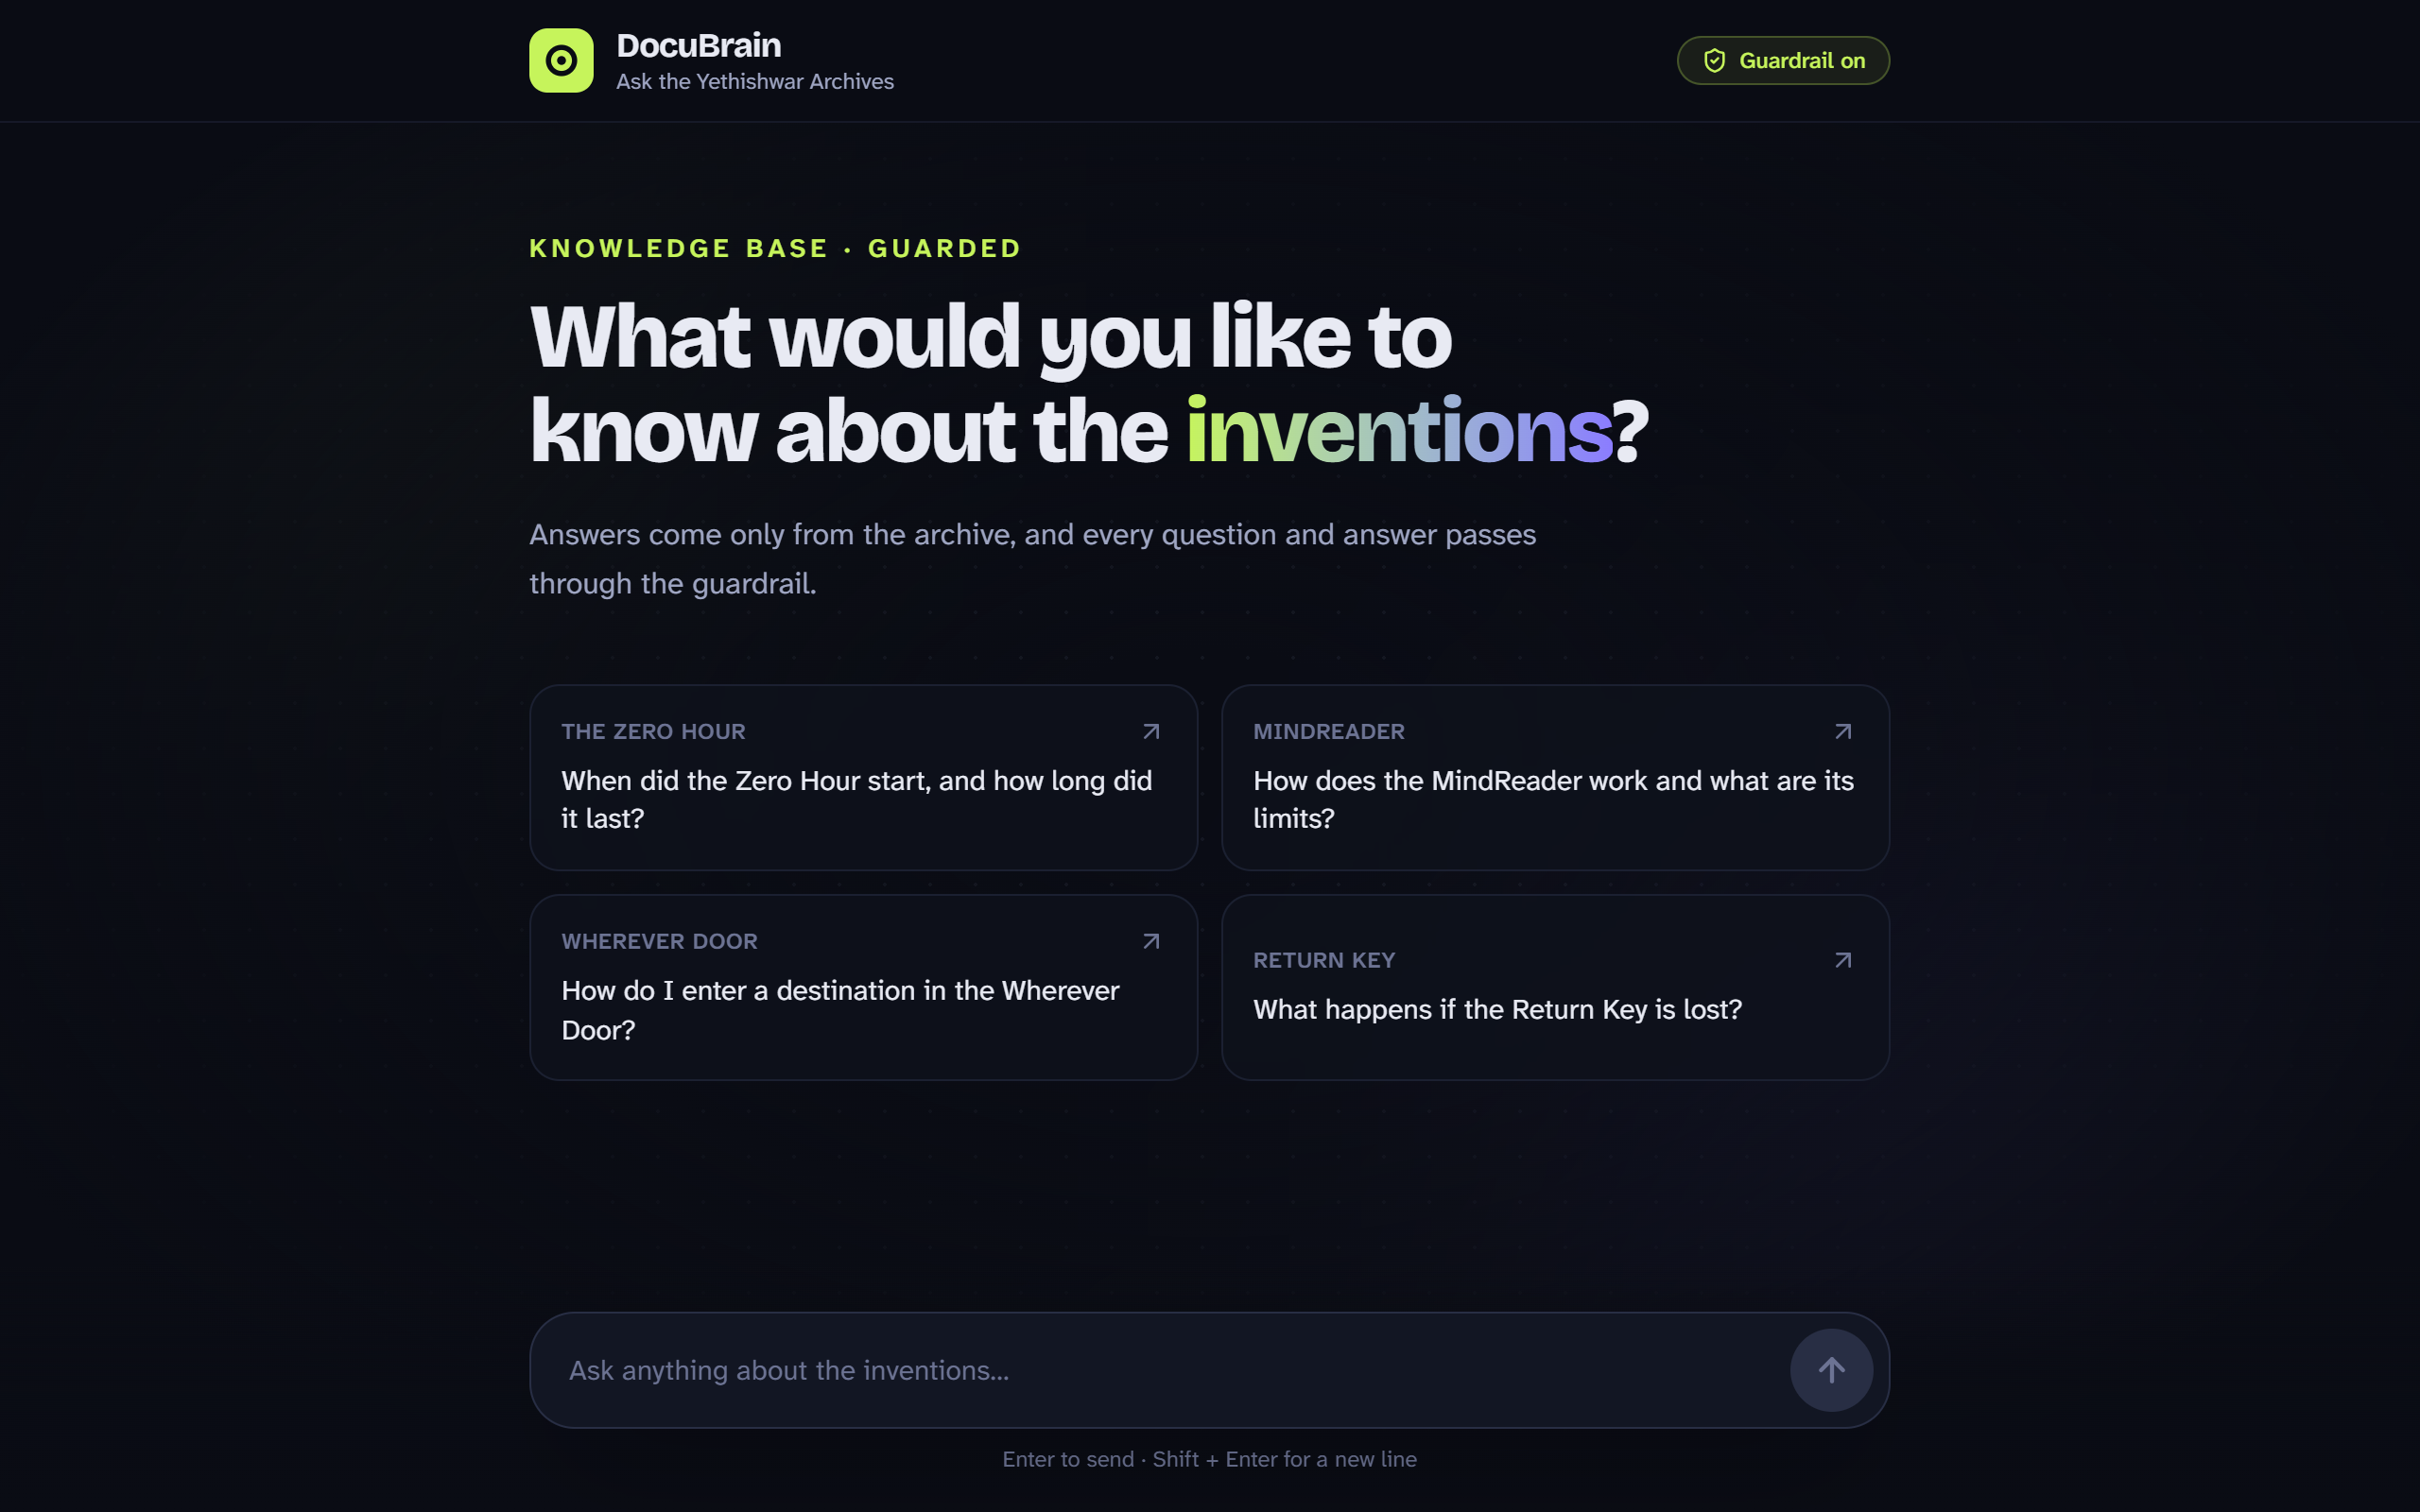 DocuBrain
Ask the Yethishwar Archives
Guardrail on
KNOWLEDGE BASE · GUARDED
What would you like to
know about the inventions?
Answers come only from the archive, and every question and answer passes
through the guardrail.
THE ZERO HOUR
When did the Zero Hour start, and how long did
it last?
MINDREADER
How does the MindReader work and what are its
limits?
WHEREVER DOOR
How do I enter a destination in the Wherever
Door?
RETURN KEY
What happens if the Return Key is lost?
Ask anything about the inventions...
Enter to send · Shift + Enter for a new line